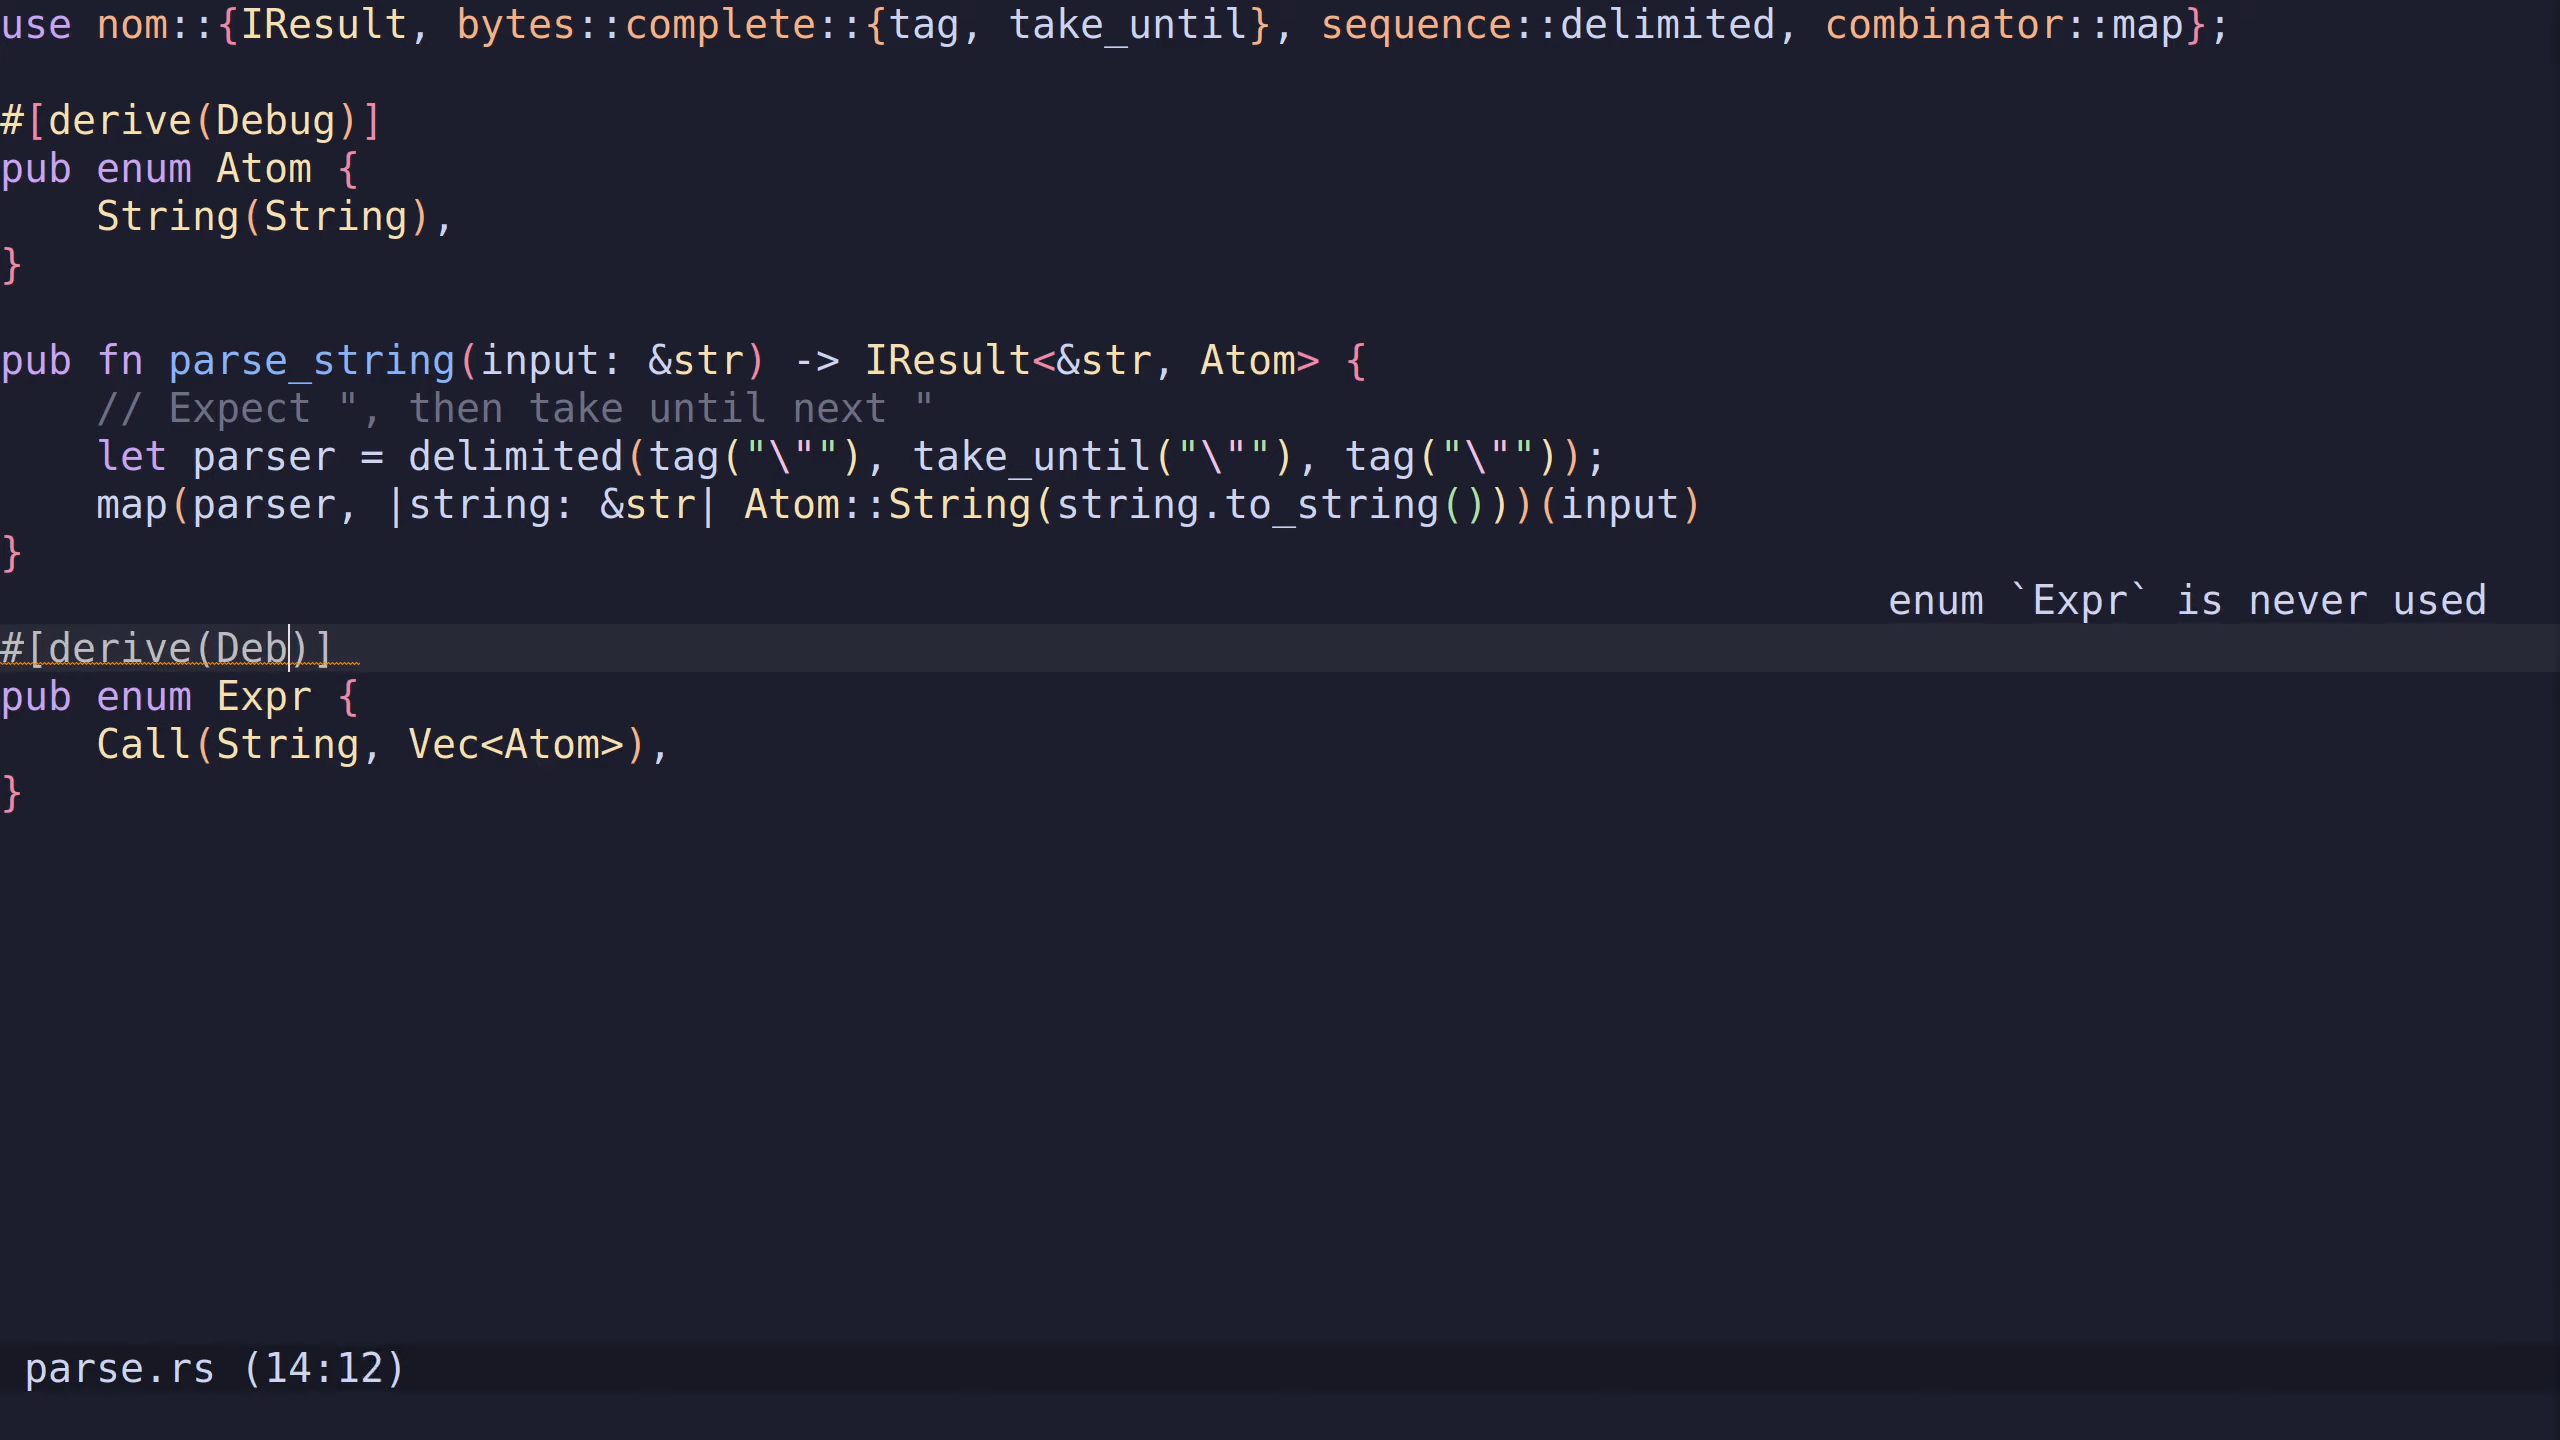 use nom::{IResult, bytes::complete::{tag, take_until}, sequence::delimited, combinator::map};
#[derive(Debug)]
pub enum Atom {
    String(String),
}
pub fn parse_string(input: &str) -> IResult<&str, Atom> {
    // Expect ", then take until next "
    let parser = delimited(tag("\""), take_until("\""), tag("\""));
    map(parser, |string: &str| Atom::String(string.to_string()))(input)
}
enum `Expr` is never used
#[derive(Deb)]
pub enum Expr {
    Call(String, Vec<Atom>),
}
parse.rs (14:12)